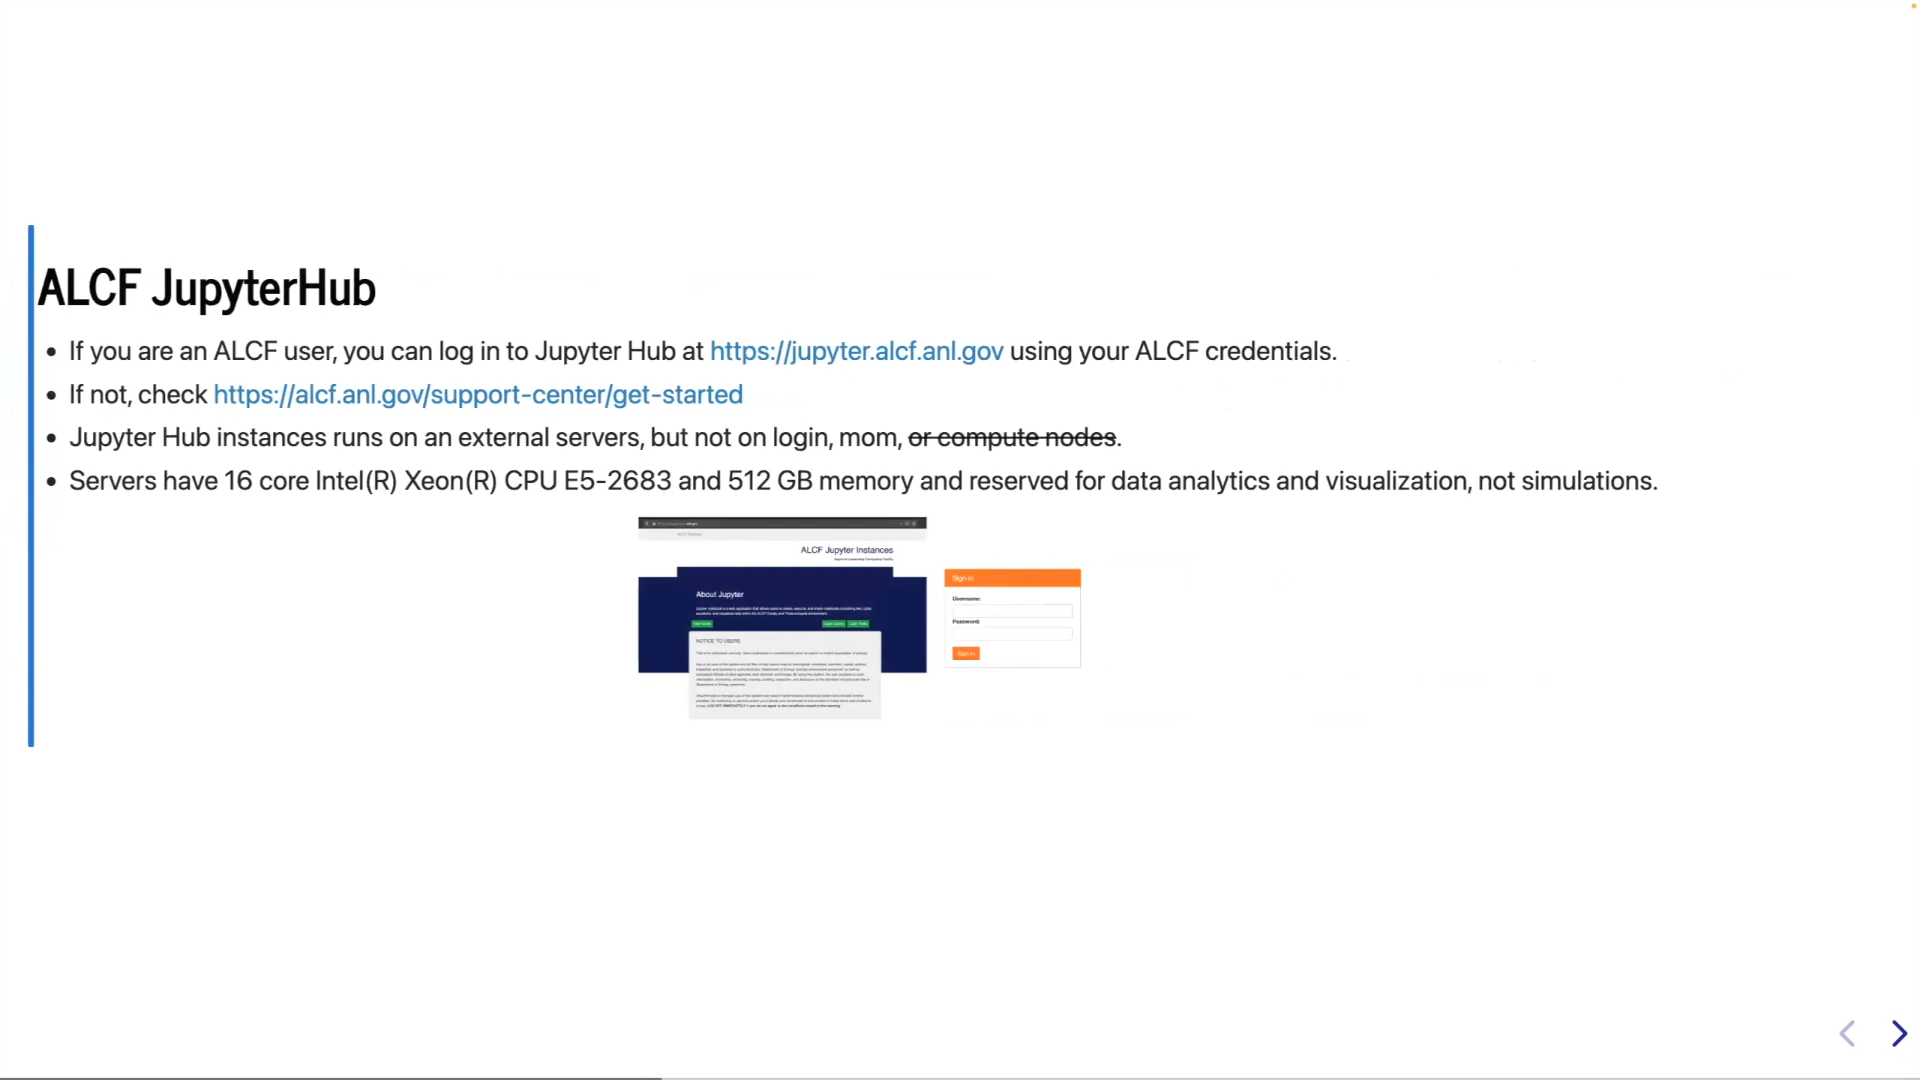 ALCF JupyterHub
• If you are an ALCF user, you can log in to Jupyter Hub at https://jupyter.alcf.anl.gov using your ALCF credentials.
• If not, check https://alcf.anl.gov/support-center/get-started
• Jupyter Hub instances runs on an external servers, but not on login, mom, or compute nodes.
• Servers have 16 core Intel(R) Xeon(R) CPU E5-2683 and 512 GB memory and reserved for data analytics and visualization, not simulations.
ALCF Jupyter Instances
About Jupyter
NOTICE TO USERS
Sign in
Username:
Password:
Sign in